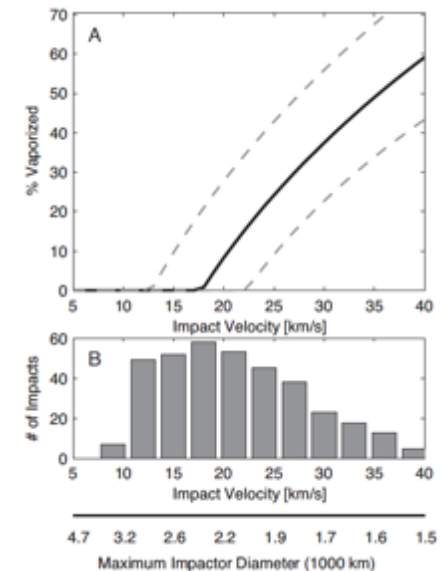 70
60
50
40
30
20
10
0
% Vaporized
A
5 10 15 20 25 30 35 40
Impact Velocity [km/s]
60
40
20
0
# of Impacts
B
5 10 15 20 25 30 35 40
Impact Velocity [km/s]
4.7 3.2 2.6 2.2 1.9 1.7 1.6 1.5
Maximum Impactor Diameter (1000 km)